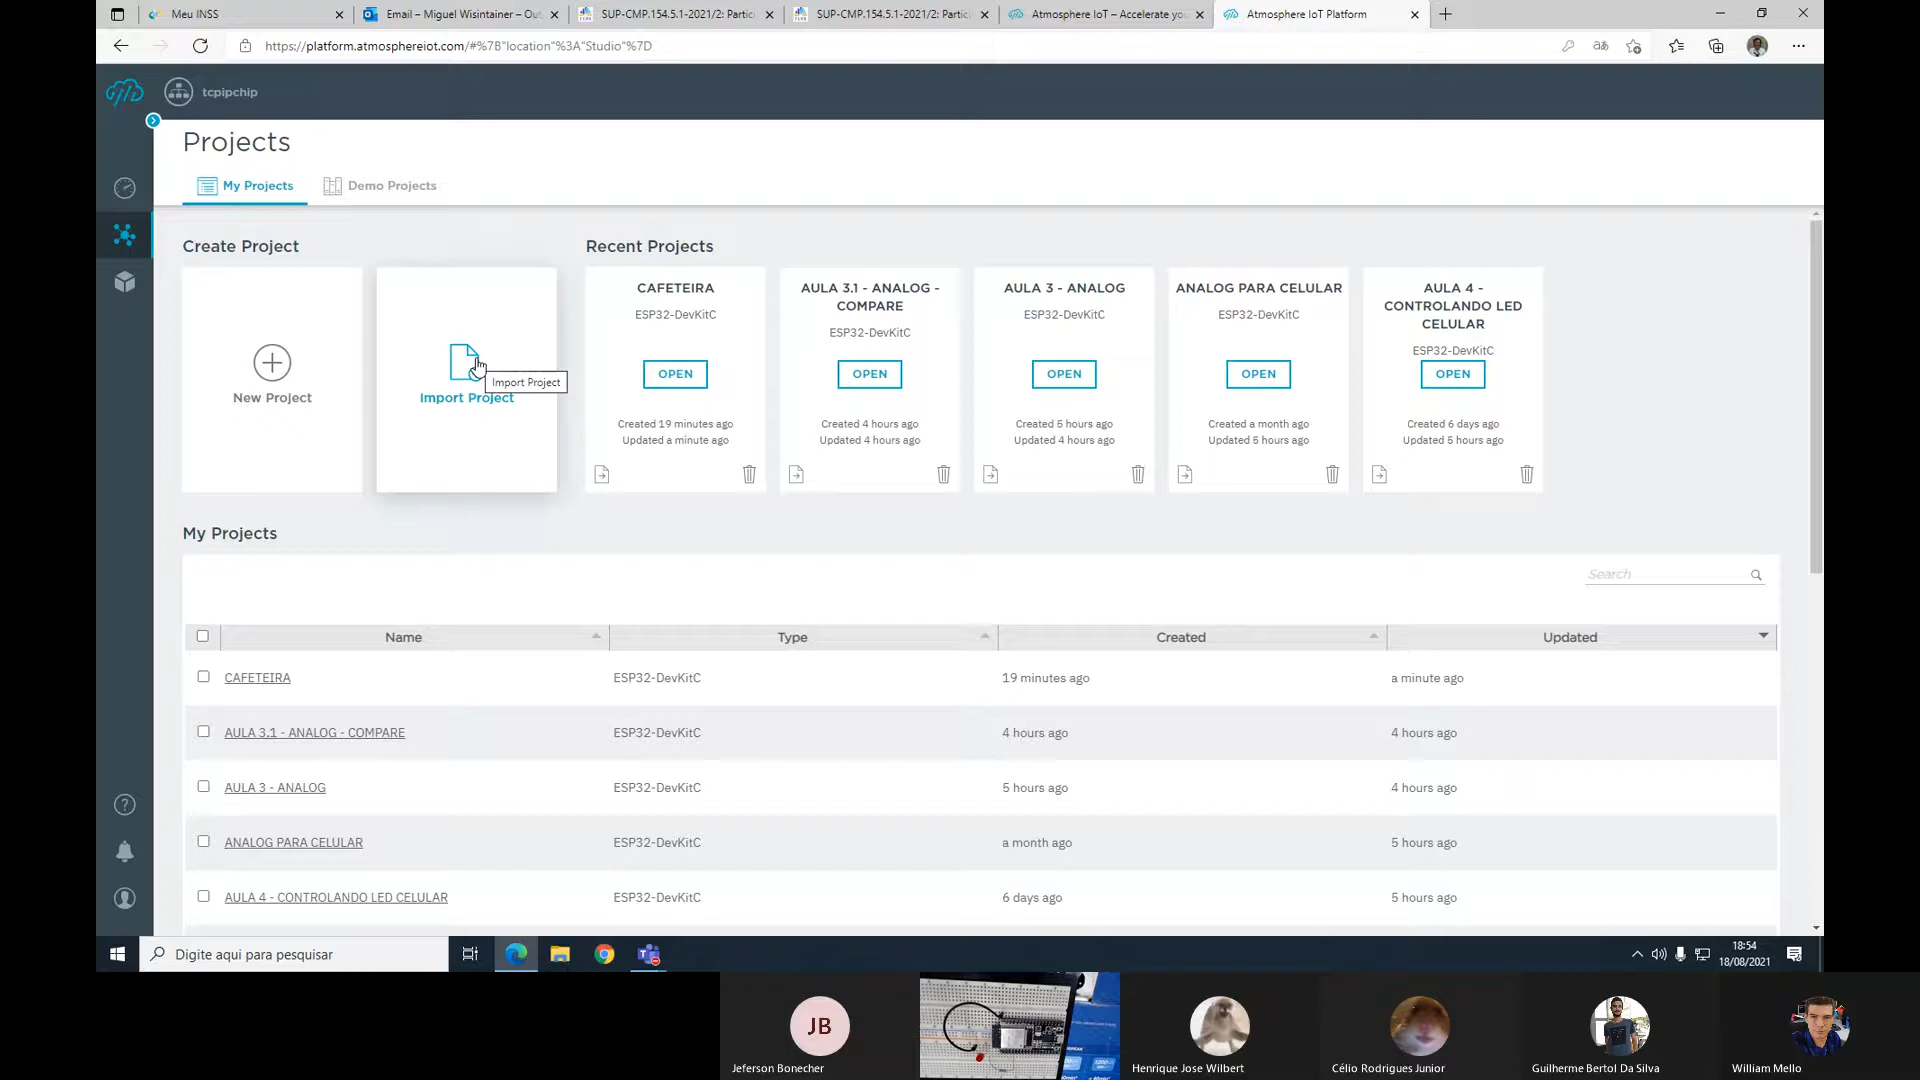 Meu INSS
Email – Miguel Wisintainer – Out
SUP-CMP.154.5.1-2021/2: Partici
SUP-CMP.154.5.1-2021/2: Partici
Atmosphere IoT – Accelerate you
Atmosphere IoT Platform
https://platform.atmosphereiot.com/#%7B"location"%3A"Studio"%7D
tcpipchip
Projects
My Projects
Demo Projects
Create Project
Recent Projects
New Project
Import Project
Import Project
CAFETEIRA
ESP32-DevKitC
OPEN
Created 19 minutes ago
Updated a minute ago
AULA 3.1 - ANALOG -
COMPARE
ESP32-DevKitC
OPEN
Created 4 hours ago
Updated 4 hours ago
AULA 3 - ANALOG
ESP32-DevKitC
OPEN
Created 5 hours ago
Updated 4 hours ago
ANALOG PARA CELULAR
ESP32-DevKitC
OPEN
Created a month ago
Updated 5 hours ago
AULA 4 -
CONTROLANDO LED
CELULAR
ESP32-DevKitC
OPEN
Created 6 days ago
Updated 5 hours ago
My Projects
Search
Name Type Created Updated
CAFETEIRA ESP32-DevKitC 19 minutes ago a minute ago
AULA 3.1 - ANALOG - COMPARE ESP32-DevKitC 4 hours ago 4 hours ago
AULA 3 - ANALOG ESP32-DevKitC 5 hours ago 4 hours ago
ANALOG PARA CELULAR ESP32-DevKitC a month ago 5 hours ago
AULA 4 - CONTROLANDO LED CELULAR ESP32-DevKitC 6 days ago 5 hours ago
Digite aqui para pesquisar
18:54
18/08/2021
JB
Jeferson Bonecher
Henrique Jose Wilbert
Célio Rodrigues Junior
Guilherme Bertol Da Silva
William Mello